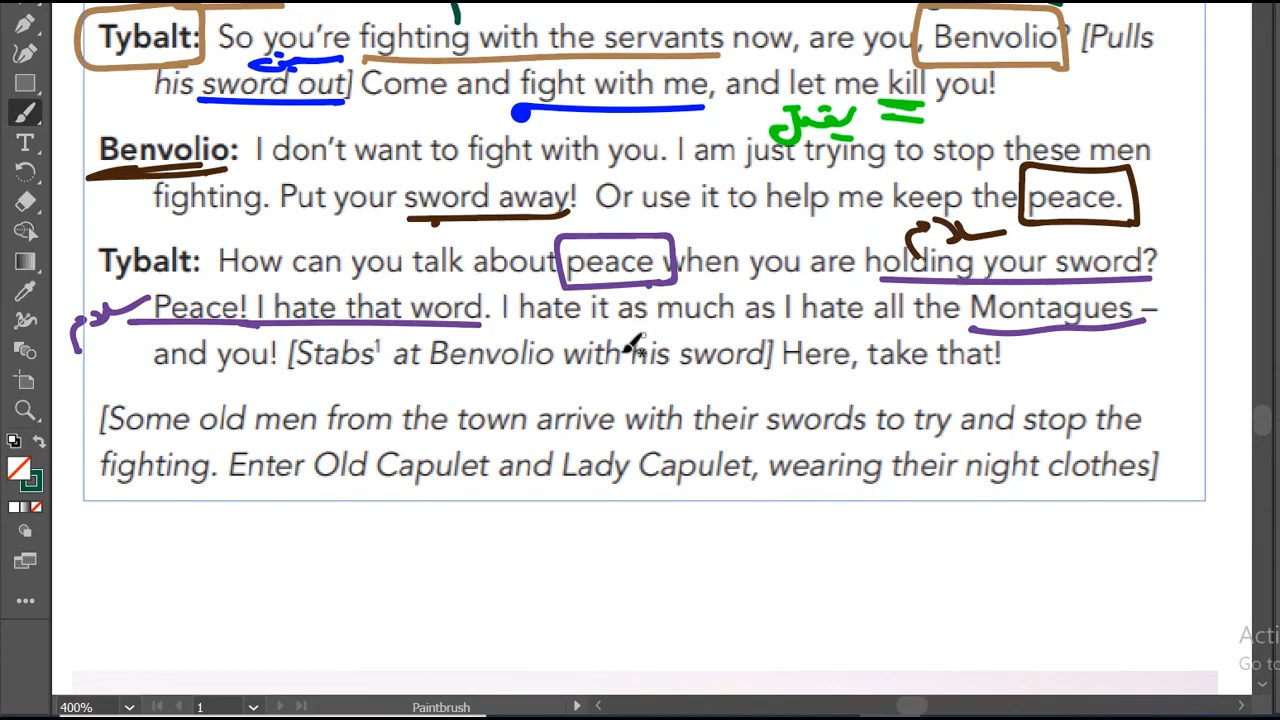 Tybalt: So you're fighting with the servants now, are you, Benvolio? [Pulls
his sword out] Come and fight with me, and let me kill you!
Benvolio: I don't want to fight with you. I am just trying to stop these men
fighting. Put your sword away! Or use it to help me keep the peace.
Tybalt: How can you talk about peace when you are holding your sword?
Peace! I hate that word. I hate it as much as I hate all the Montagues –
and you! [Stabs¹ at Benvolio with his sword] Here, take that!
[Some old men from the town arrive with their swords to try and stop the
fighting. Enter Old Capulet and Lady Capulet, wearing their night clothes]
Acti
Go to
400%
1
Paintbrush